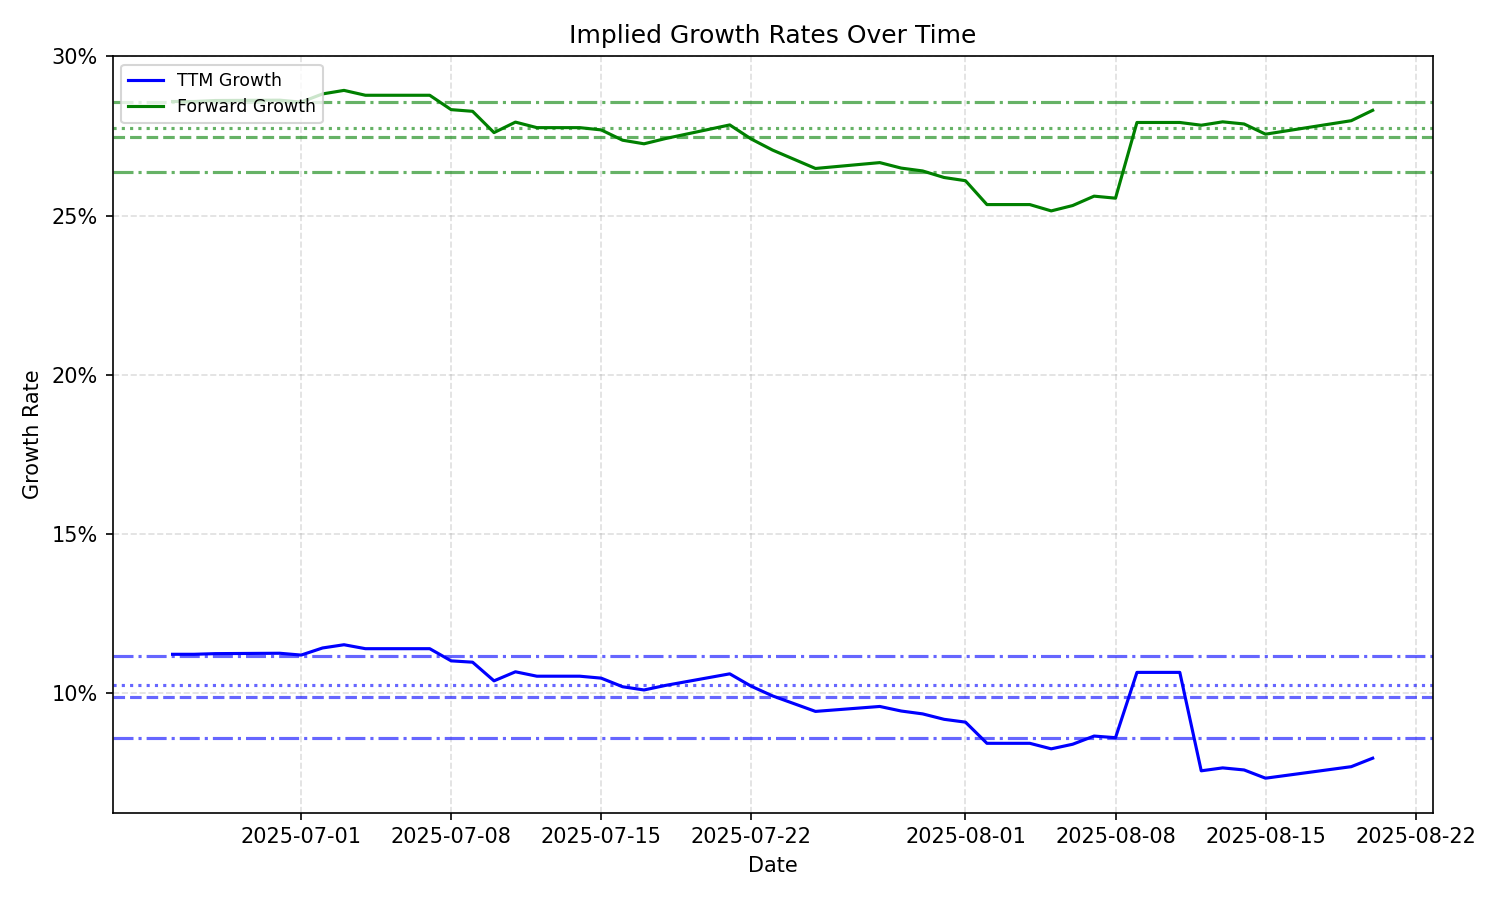 Implied Growth Rates Over Time
30%
25%
20%
15%
10%
Growth Rate
TTM Growth
Forward Growth
2025-07-01
2025-07-08
2025-07-15
2025-07-22
2025-08-01
2025-08-08
2025-08-15
2025-08-22
Date